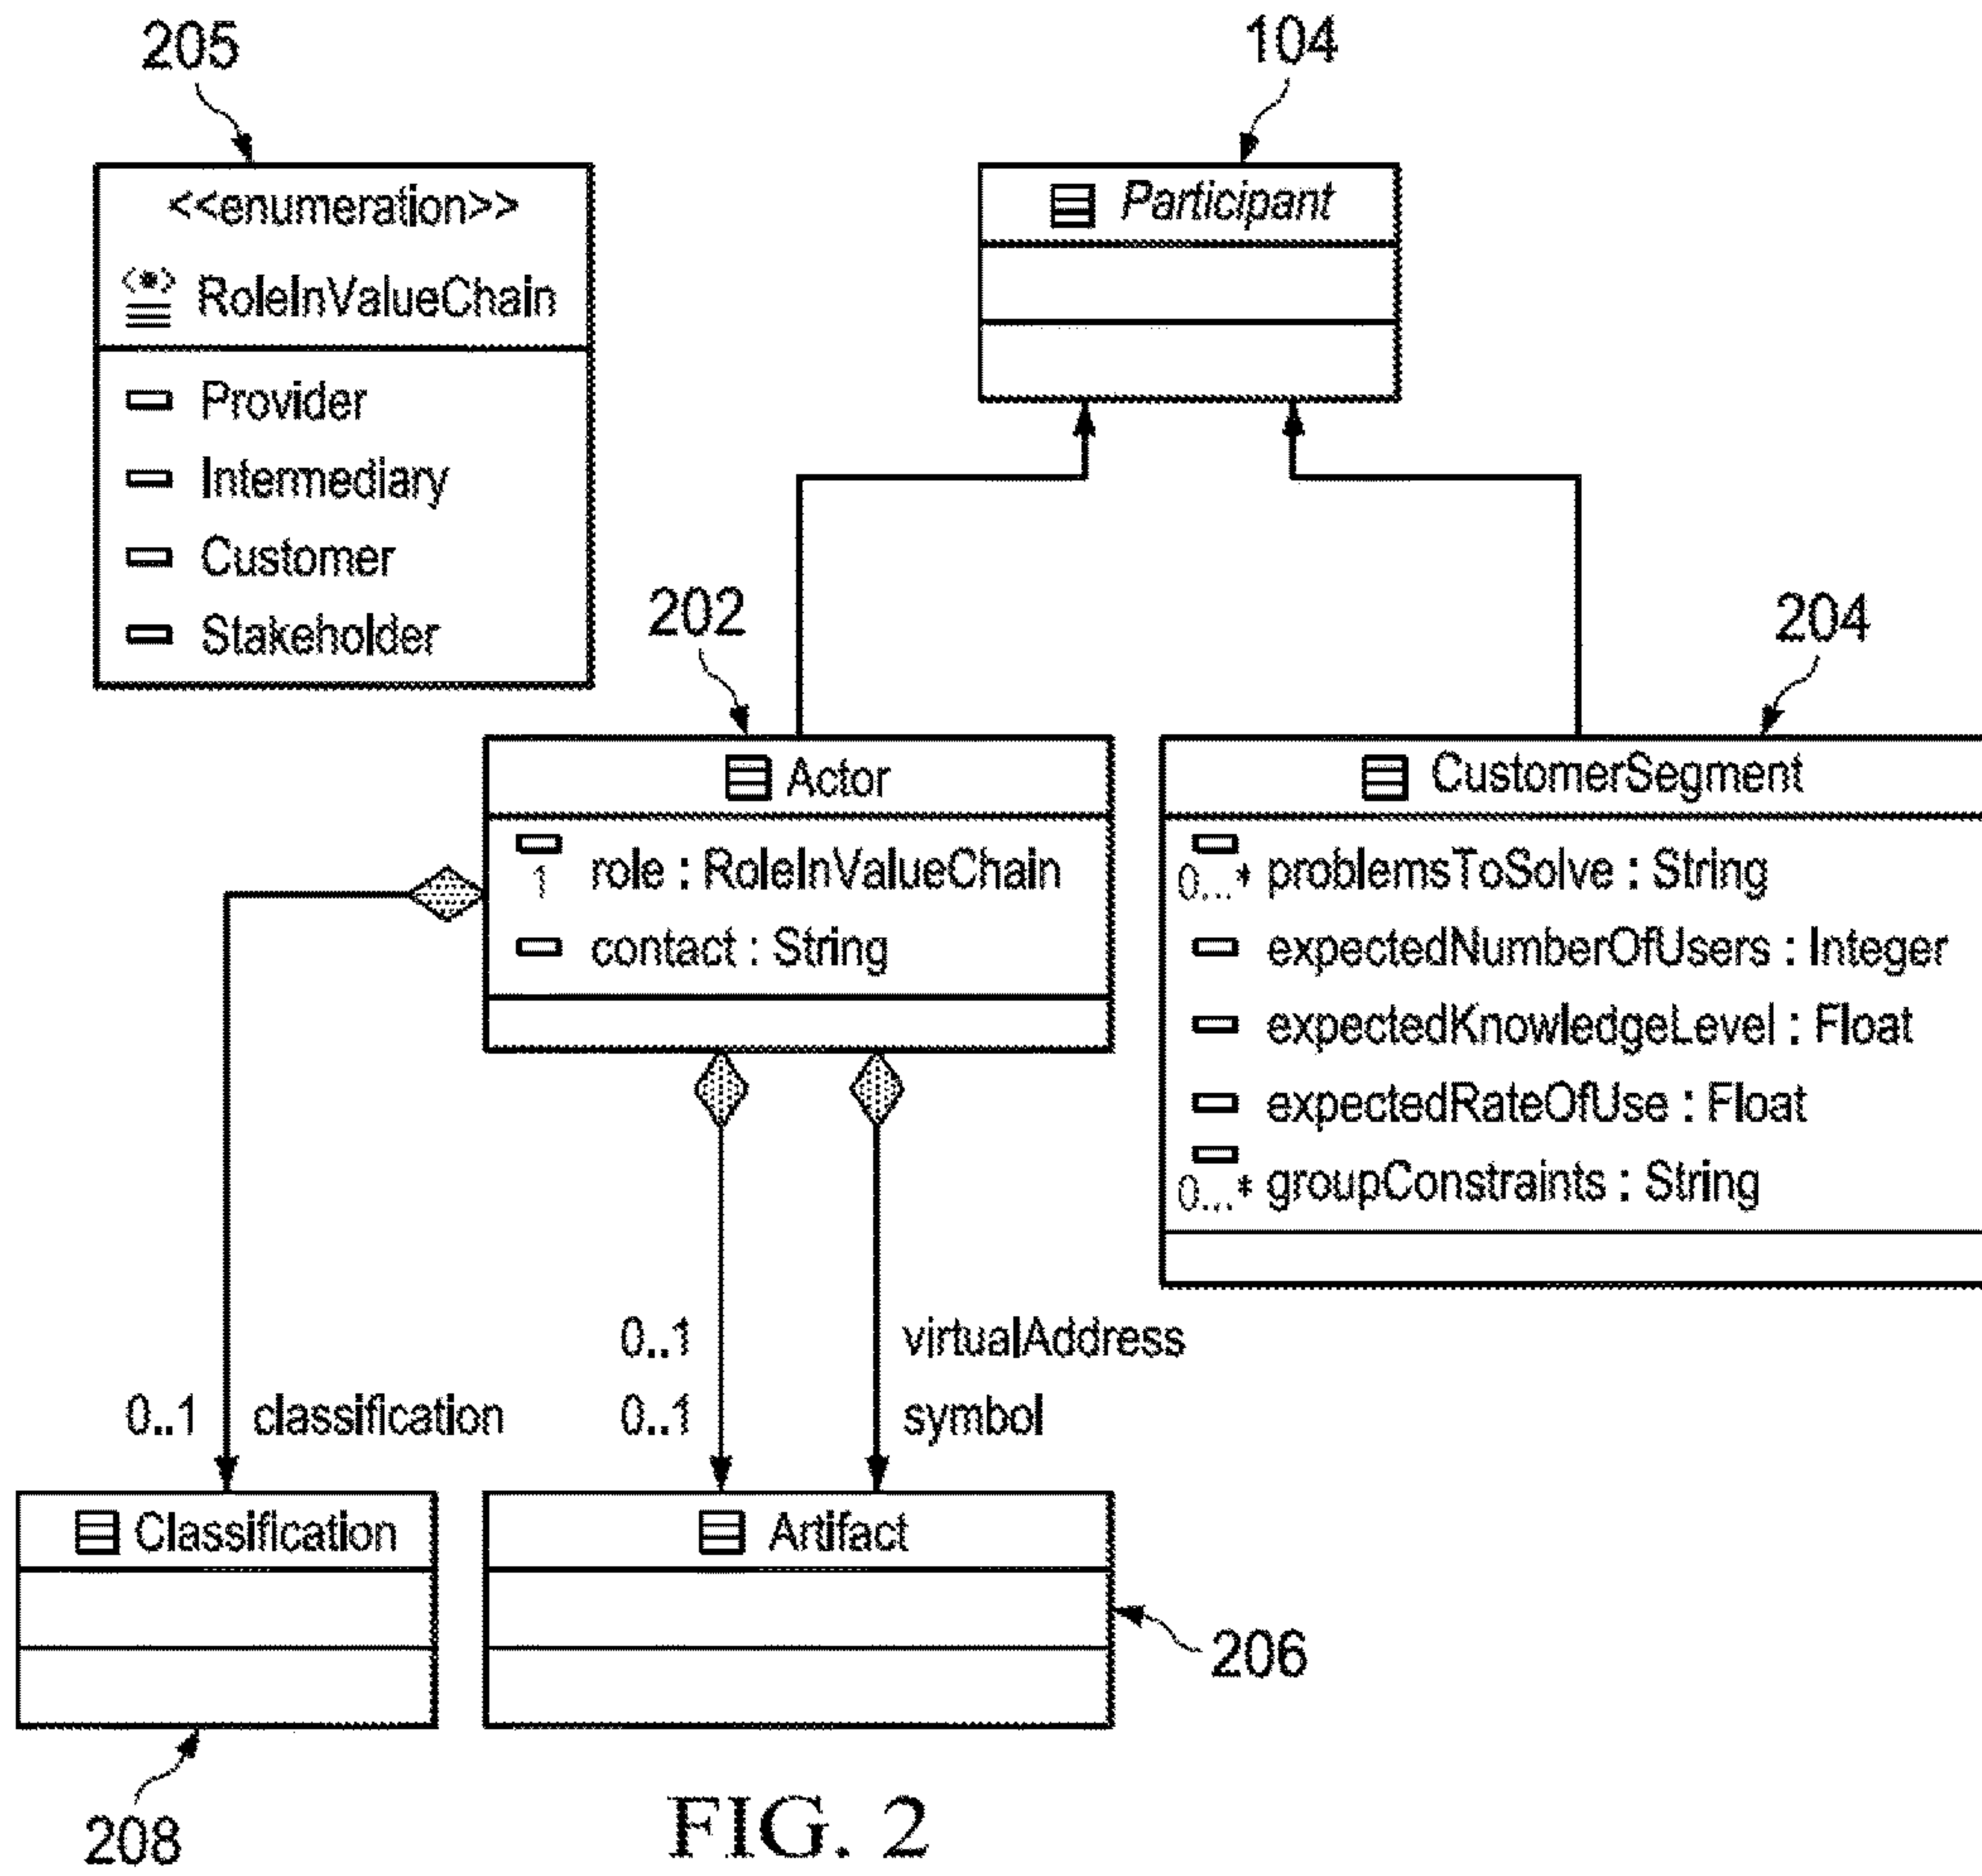 205
104
<<enumeration>>
RoleInValueChain
Provider
Intermediary
Customer
Stakeholder
Participant
202
204
Actor
1 role : RoleInValueChain
contact : String
CustomerSegment
0...* problemsToSolve : String
expectedNumberOfUsers : Integer
expectedKnowledgeLevel : Float
expectedRateOfUse : Float
0...* groupConstraints : String
0..1 virtualAddress
0..1 classification
0..1 symbol
Classification
Artifact
206
208
FIG. 2